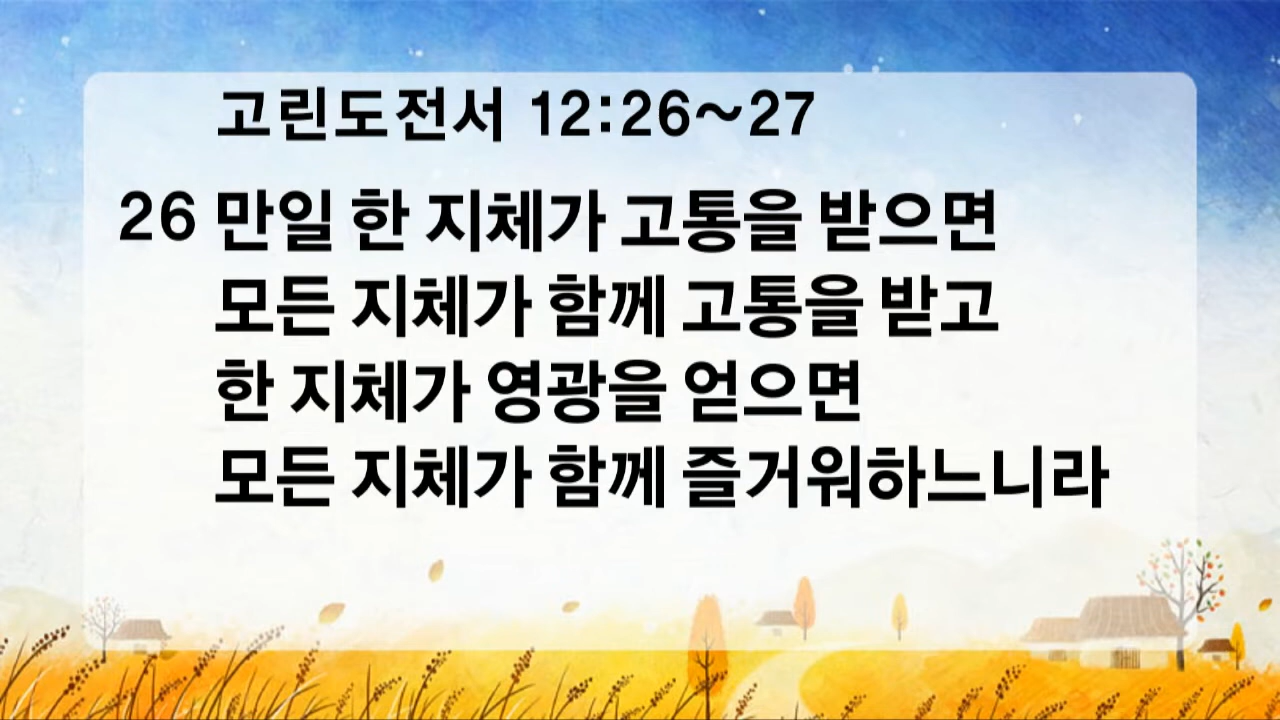 고린도전서 12:26~27
26 만일 한 지체가 고통을 받으면
모든 지체가 함께 고통을 받고
한 지체가 영광을 얻으면
모든 지체가 함께 즐거워하느니라